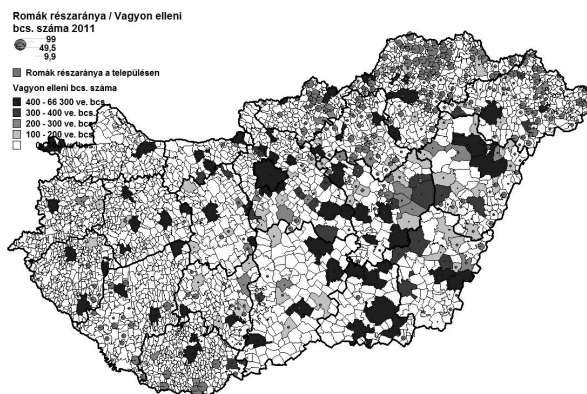 Romák részaránya / Vagyon elleni
bcs. száma 2011
99
49,5
9,9
Romák részaránya a településen
Vagyon elleni bcs. száma
400 - 66 300 ve. bcs.
300 - 400 ve. bcs.
200 - 300 ve. bcs.
100 - 200 ve. bcs.
bcs.